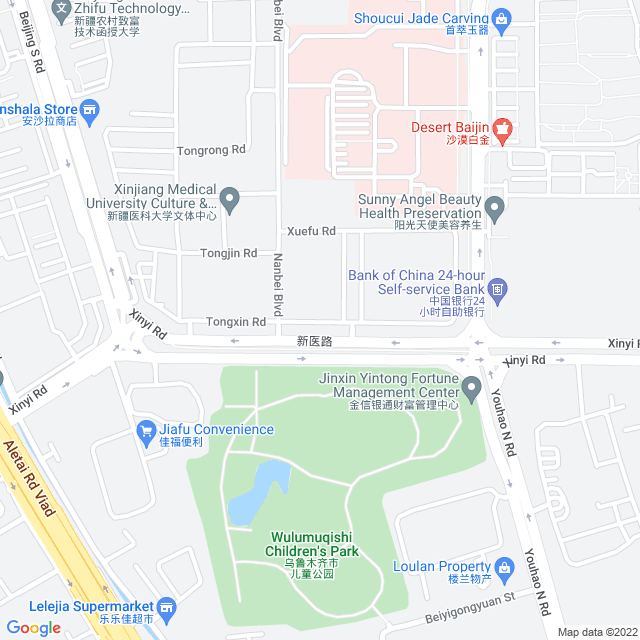 Zhifu Technology...
新疆农村致富
技术函授大学
Beijing S Rd
Nanbei Blvd
Shoucui Jade Carving
首萃玉器
nshala Store
安沙拉商店
Desert Baijin
沙漠白金
Tongrong Rd
Xinjiang Medical
University Culture &...
新疆医科大学文体中心
Sunny Angel Beauty
Health Preservation
阳光天使美容养生
Xuefu Rd
Tongjin Rd
Nanbei Blvd
Bank of China 24-hour
Self-service Bank
中国银行24
小时自助银行
Xinyi Rd
Tongxin Rd
新医路
Xinyi R
Xinyi Rd
Jinxin Yintong Fortune
Management Center
金信银通财富管理中心
Xinyi Rd
Youhao N Rd
Jiafu Convenience
佳福便利
Aletai Rd Viad
Wulumuqishi
Children's Park
乌鲁木齐市
儿童公园
Loulan Property
楼兰物产
Youhao N Rd
Lelejia Supermarket
乐乐佳超市
Beiyigongyuan St
Google
Map data ©2022